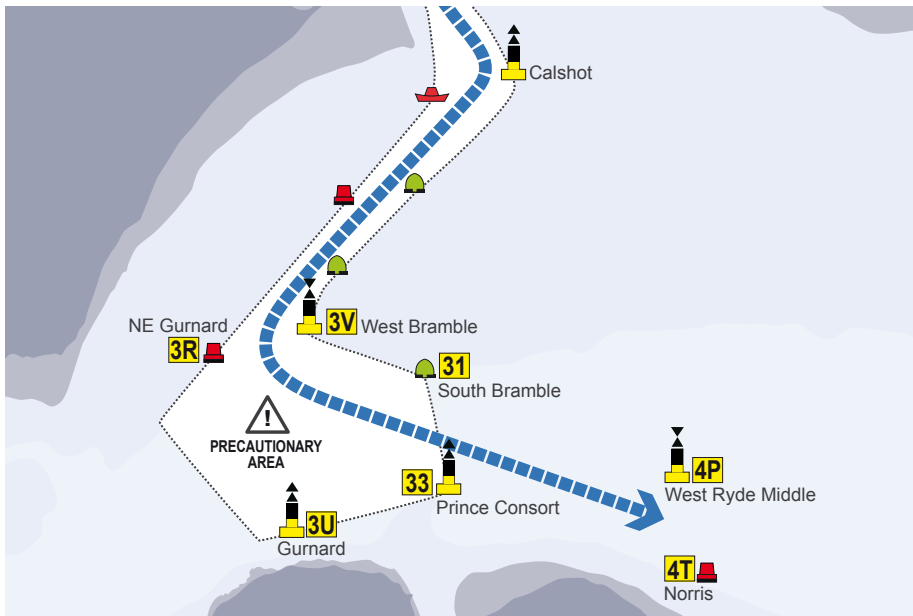 Calshot
NE Gurnard
3R
3V
West Bramble
31
South Bramble
!
PRECAUTIONARY
AREA
33
Prince Consort
4P
West Ryde Middle
3U
Gurnard
4T
Norris